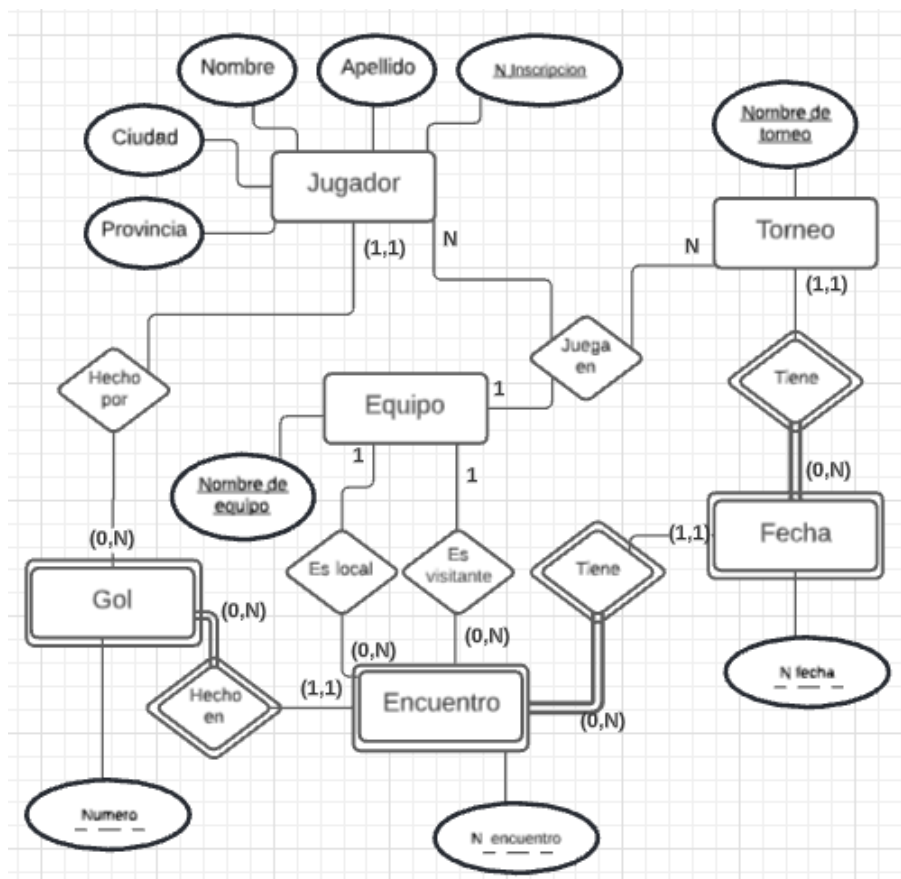 Nombre
Apellido
N Inscripcion
Ciudad
Nombre de
torneo
Jugador
Provincia
Torneo
(1,1)
N
N
(1,1)
Juega
en
Hecho
por
Tiene
Equipo
1
1
1
(0,N)
Nombre de
equipo
(0,N)
(1,1)
Fecha
Es local
Es
visitante
Tiene
Gol
(0,N)
(0,N)
(0,N)
N fecha
(1,1)
Hecho
en
Encuentro
(0,N)
Numero
N encuentro